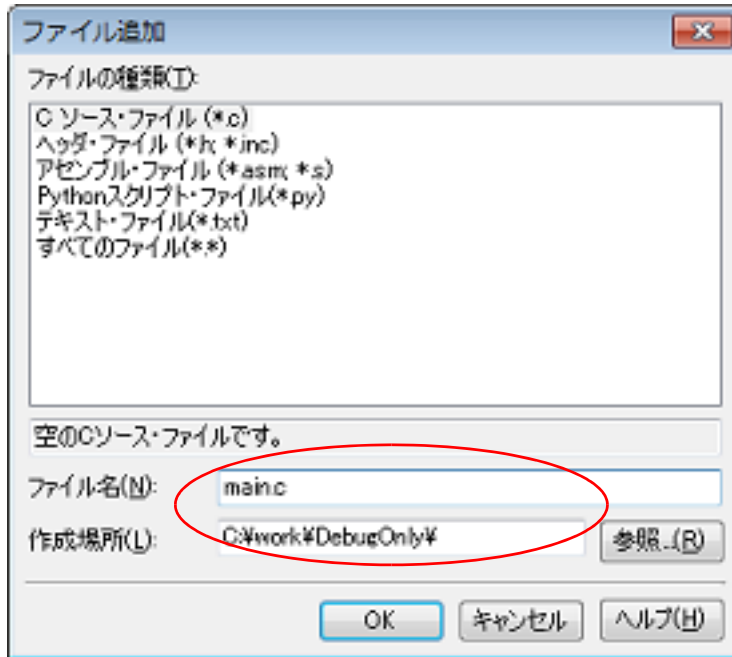 ファイル追加
ファイルの種類(T):
C ソース・ファイル (*.c)
ヘッダ・ファイル (*.h; *.inc)
アセンブル・ファイル (*.asm; *.s)
Pythonスクリプト・ファイル(*.py)
テキスト・ファイル(*.txt)
すべてのファイル(*.*)
空のCソース・ファイルです。
ファイル名(N): main.c
作成場所(L): C:¥work¥DebugOnly¥ 参照...(R)
OK キャンセル ヘルプ(H)